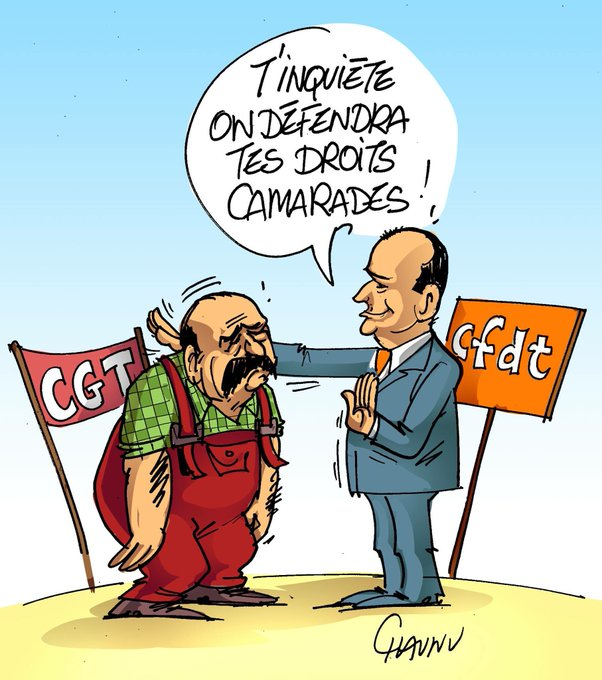 T'INQUIÈTE
ON DÉFENDRA
TES DROITS
CAMARADES !
CGT
cfdt
CHAUNU